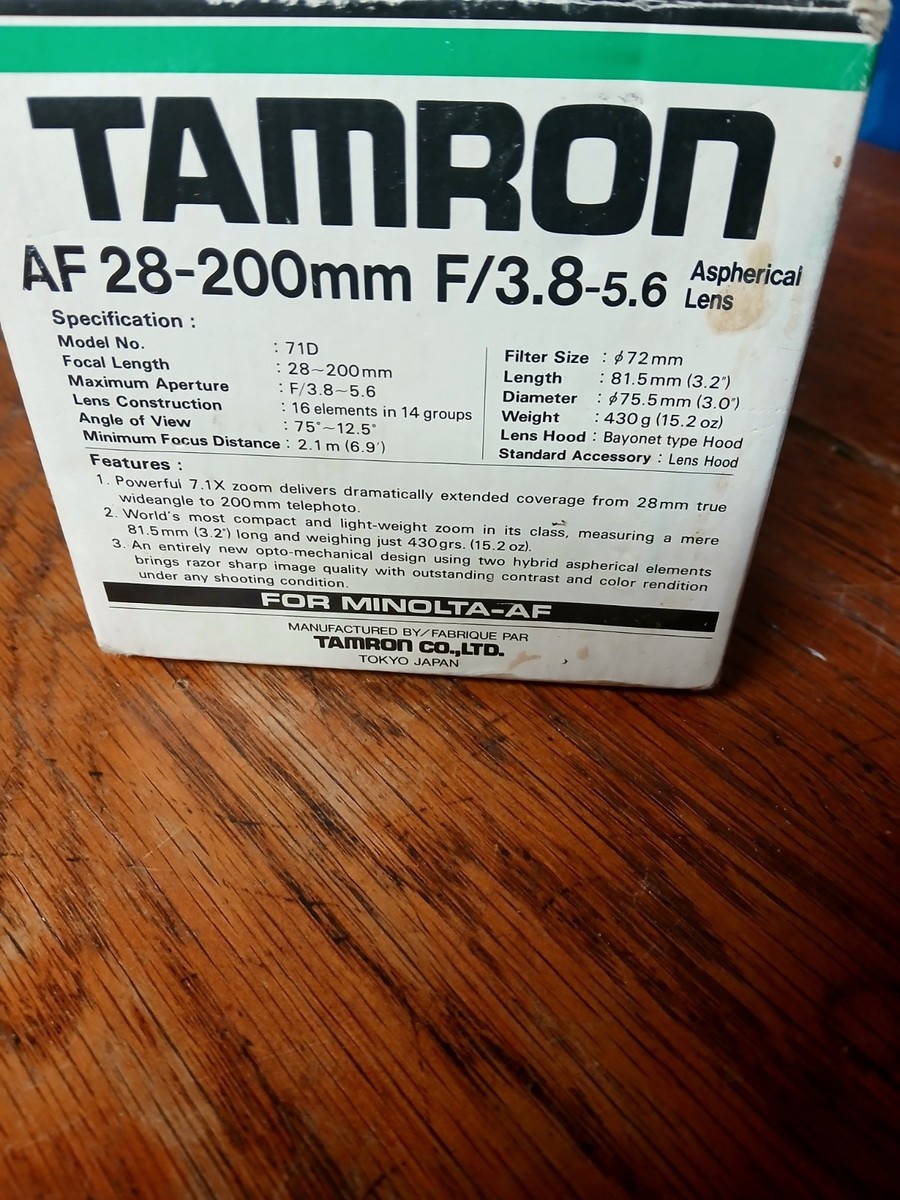 TAMRON
AF 28-200mm F/3.8-5.6 Aspherical Lens
Specification :
Model No. : 71D
Focal Length : 28~200mm
Maximum Aperture : F/3.8~5.6
Lens Construction : 16 elements in 14 groups
Angle of View : 75°~12.5°
Minimum Focus Distance : 2.1m (6.9′)
Filter Size : ϕ72mm
Length : 81.5mm (3.2″)
Diameter : ϕ75.5mm (3.0″)
Weight : 430g (15.2 oz)
Lens Hood : Bayonet type Hood
Standard Accessory : Lens Hood
Features :
1. Powerful 7.1X zoom delivers dramatically extended coverage from 28mm true
wideangle to 200mm telephoto.
2. World's most compact and light-weight zoom in its class, measuring a mere
81.5mm (3.2″) long and weighing just 430grs. (15.2 oz).
3. An entirely new opto-mechanical design using two hybrid aspherical elements
brings razor sharp image quality with outstanding contrast and color rendition
under any shooting condition.
FOR MINOLTA-AF
MANUFACTURED BY/FABRIQUE PAR
TAMRON CO.,LTD.
TOKYO JAPAN